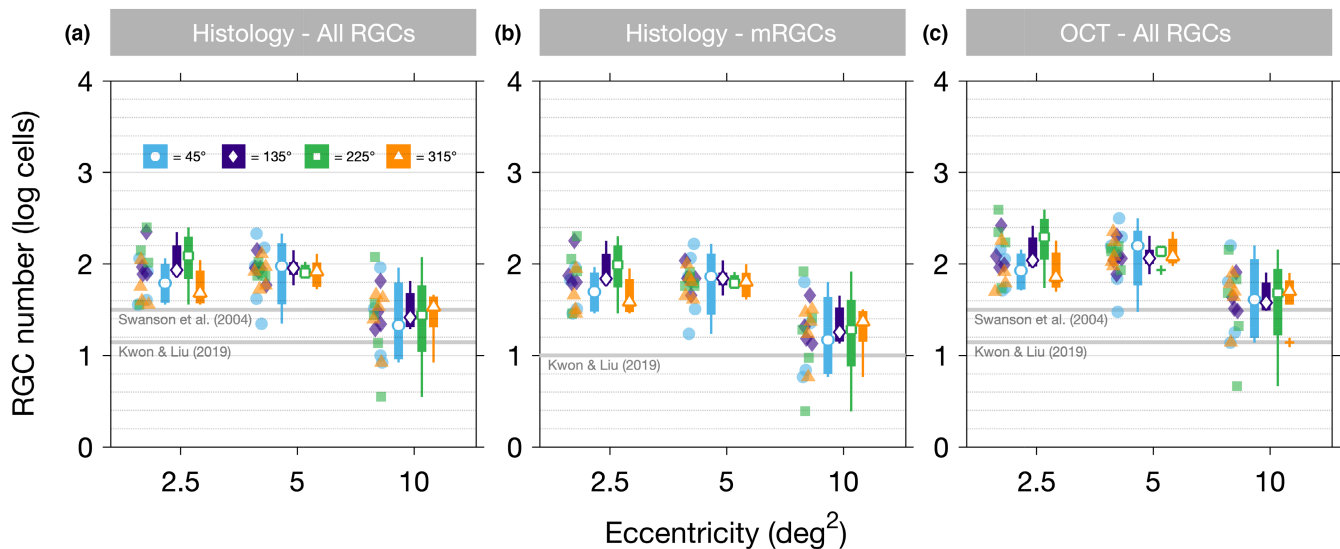 (a) Histology - All RGCs
(b) Histology - mRGCs
(c) OCT - All RGCs
RGC number (log cells)
4
3
2
1
0
= 45° = 135° = 225° = 315°
Swanson et al. (2004)
Kwon & Liu (2019)
2.5 5 10
4
3
2
1
0
Kwon & Liu (2019)
2.5 5 10
4
3
2
1
0
Swanson et al. (2004)
Kwon & Liu (2019)
2.5 5 10
Eccentricity (deg²)